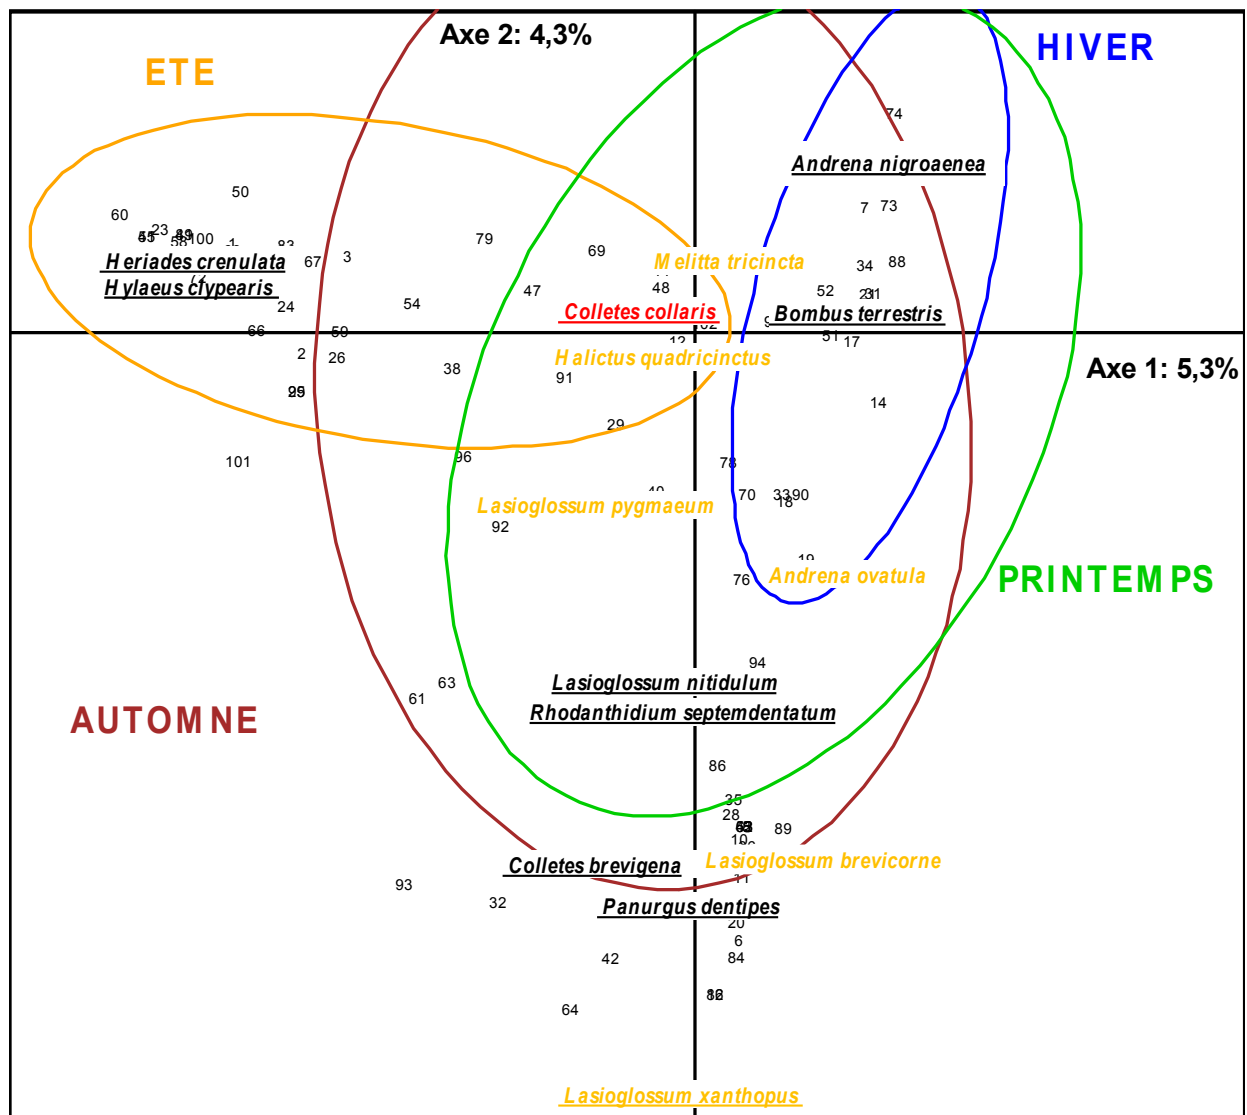 Axe 2: 4,3%
HIVER
ETE
74
Andrena nigroaenea
50
60
7 73
23
100
79
69
3
67
83
Melitta tricincta
34 88
Heriades crenulata
Hylaeus clypearis
48
47
52
31
24
54
Colletes collaris
Bombus terrestris
66 59
51 17
2
26
Halictus quadricinctus
38
91
Axe 1: 5,3%
14
29
96
101
78
70 33 90
18
Lasioglossum pygmaeum
92
19
76
Andrena ovatula
PRINTEMPS
94
63
61
Lasioglossum nitidulum
Rhodanthidium septemdentatum
AUTOMNE
86
35
28
89
10
Colletes brevigena
Lasioglossum brevicorne
11
93
32
Panurgus dentipes
20
6
42
84
64
Lasioglossum xanthopus